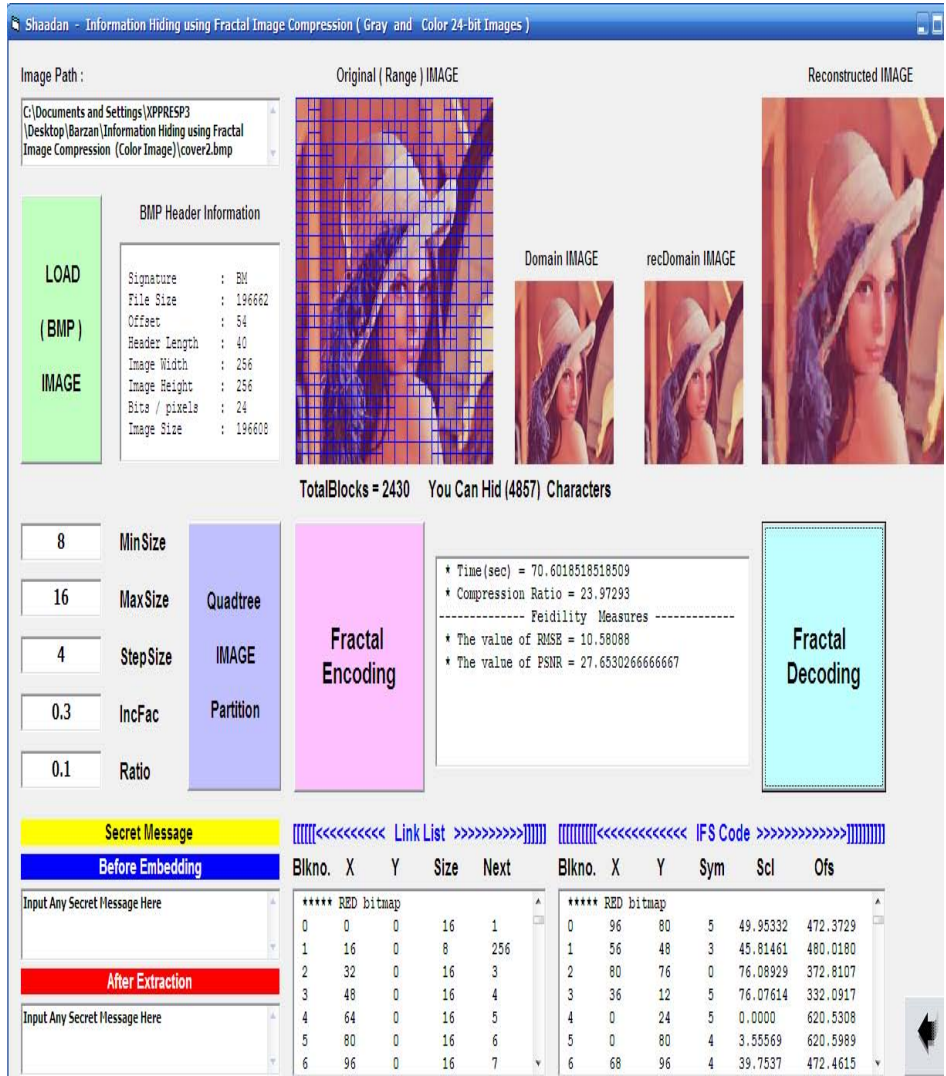 Shaadan - Information Hiding using Fractal Image Compression ( Gray and Color 24-bit Images )
Image Path :
Original ( Range ) IMAGE
Reconstructed IMAGE
C:\Documents and Settings\XPPRESP3
\Desktop\Barzan\Information Hiding using Fractal
Image Compression (Color Image)\cover2.bmp
BMP Header Information
Domain IMAGE
recDomain IMAGE
LOAD
( BMP )
IMAGE
Signature : BM
File Size : 196662
Offset : 54
Header Length : 40
Image Width : 256
Image Height : 256
Bits / pixels : 24
Image Size : 196608
TotalBlocks = 2430 You Can Hid (4857) Characters
8 MinSize
16 MaxSize
4 StepSize
0.3 IncFac
0.1 Ratio
Quadtree
IMAGE
Partition
Fractal
Encoding
* Time(sec) = 70.6018518518509
* Compression Ratio = 23.97293
-------------- Feidility Measures -------------
* The value of RMSE = 10.58088
* The value of PSNR = 27.6530266666667
Fractal
Decoding
Secret Message
Before Embedding
Input Any Secret Message Here
After Extraction
Input Any Secret Message Here
[[[[[[<<<<<<<<<< Link List >>>>>>>>>>]]]]]]
Blkno. X Y Size Next
***** RED bitmap
0 0 0 16 1
1 16 0 8 256
2 32 0 16 3
3 48 0 16 4
4 64 0 16 5
5 80 0 16 6
6 96 0 16 7
[[[[[[[[[[<<<<<<<<<<<<< IFS Code >>>>>>>>>>>>>]]]]]]]]]]
Blkno. X Y Sym Scl Ofs
***** RED bitmap
0 96 80 5 49.95332 472.3729
1 56 48 3 45.81461 480.0180
2 80 76 0 76.08929 372.8107
3 36 12 5 76.07614 332.0917
4 0 24 5 0.0000 620.5308
5 0 80 4 3.55569 620.5989
6 68 96 4 39.7537 472.4615